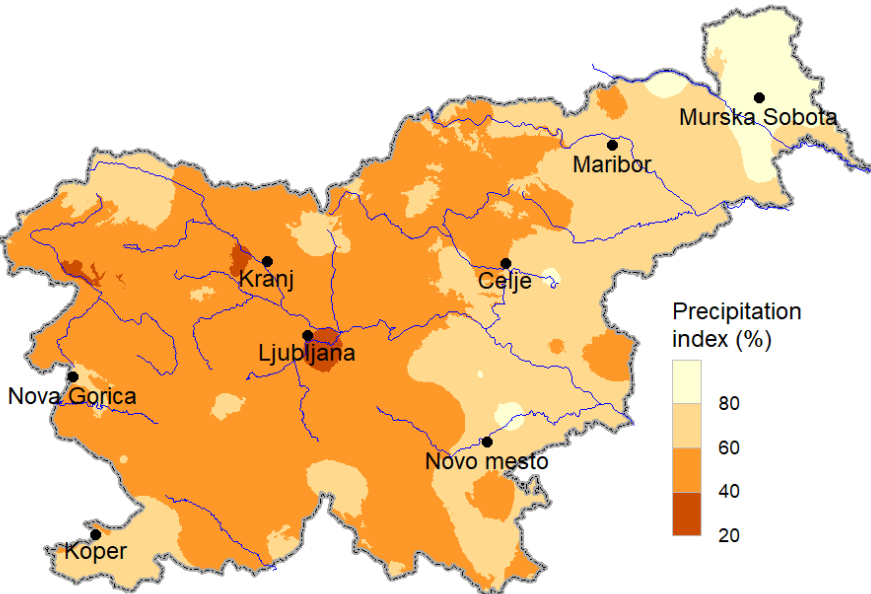 Murska Sobota
Maribor
Kranj
Celje
Ljubljana
Nova Gorica
Novo mesto
Koper
Precipitation
index (%)
80
60
40
20